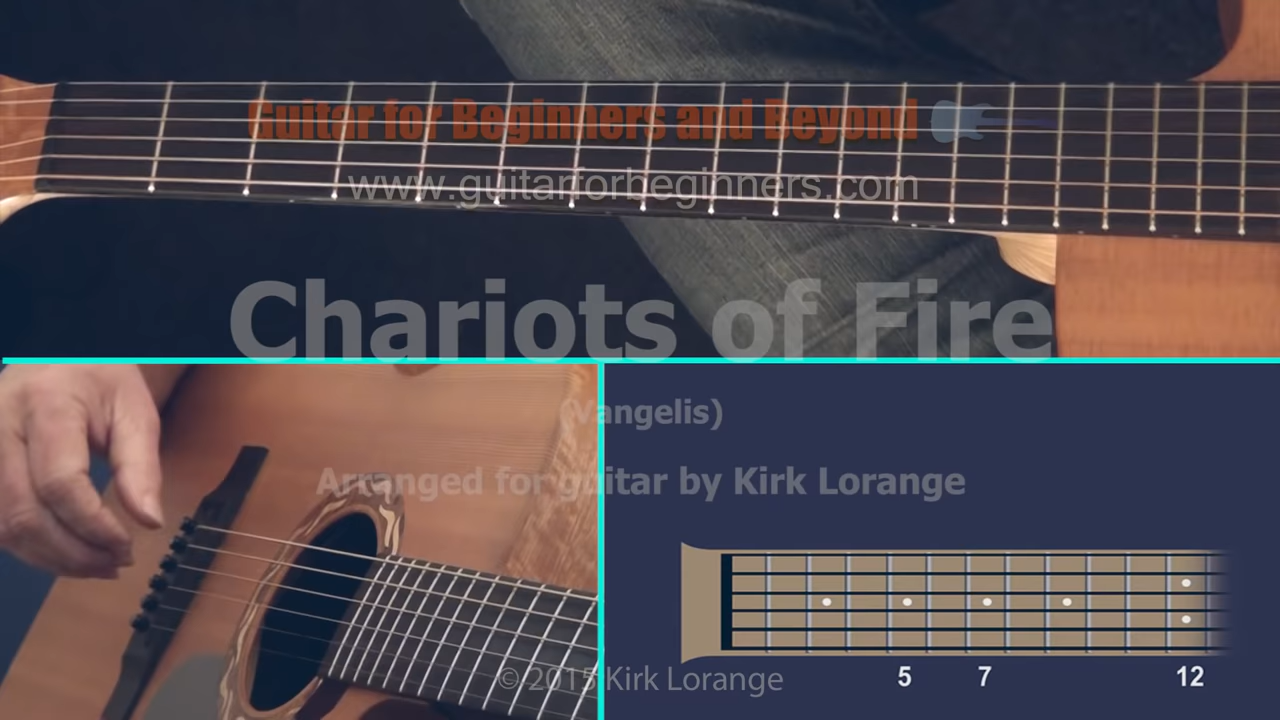 Guitar for Beginners and Beyond
www.guitarforbeginners.com
Chariots of Fire
(Vangelis)
Arranged for guitar by Kirk Lorange
5 7 12
© 2015 Kirk Lorange